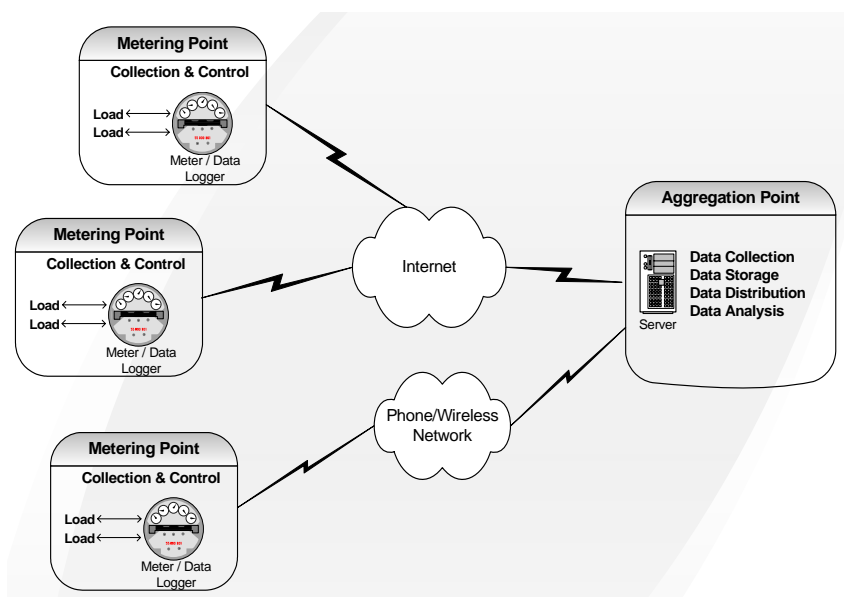 Metering Point
Collection & Control
Load
Load
Meter / Data
Logger
Metering Point
Collection & Control
Load
Load
Meter / Data
Logger
Metering Point
Collection & Control
Load
Load
Meter / Data
Logger
Internet
Phone/Wireless
Network
Aggregation Point
Data Collection
Data Storage
Data Distribution
Data Analysis
Server